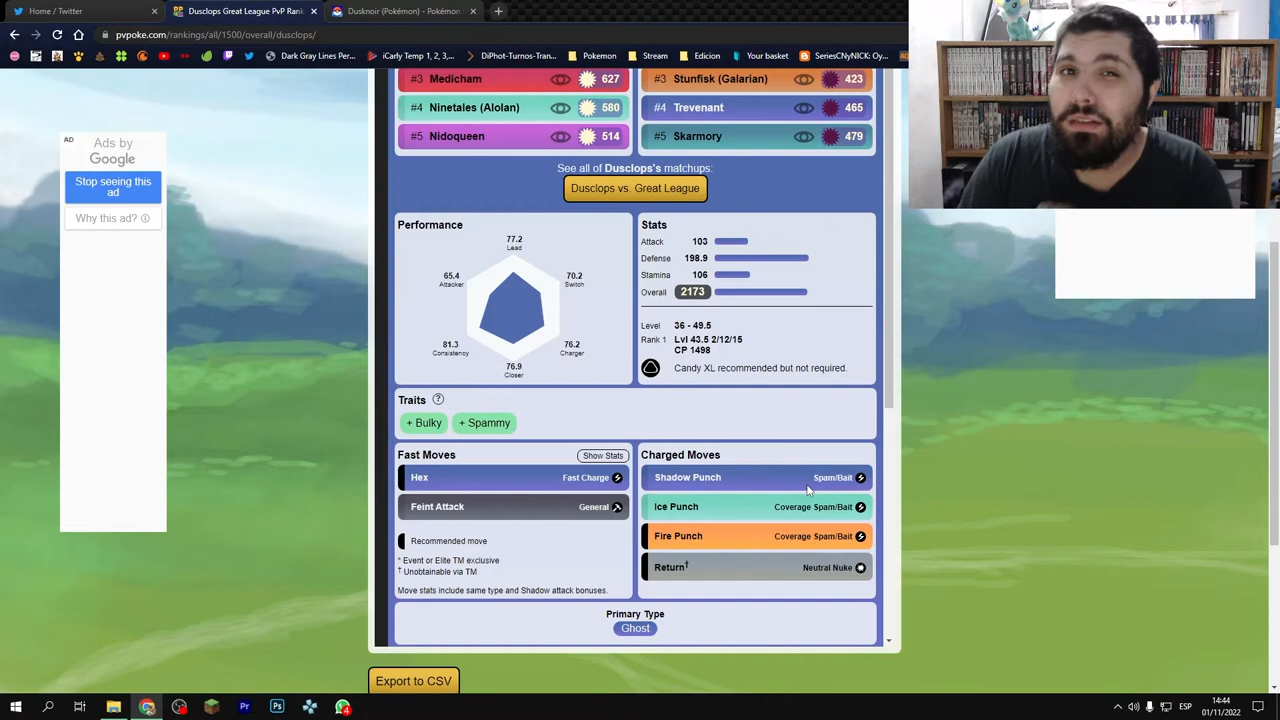 Home / Twitter
Dusclops Great League PvP Rank
Dusknoir (Pokémon) - Pokémon
pvpoke.com/rankings/all/1500/overall/dusclops/
Dark Gray Lines Per...
iCarly Temp 1, 2, 3,...
DiPhot-Turnos-Tran...
Pokemon
Stream
Edicion
Your basket
SeriesCNyNICK: Oy...
#3 Medicham 627
#3 Stunfisk (Galarian) 423
#4 Ninetales (Alolan) 580
#4 Trevenant 465
#5 Nidoqueen 514
#5 Skarmory 479
AD
Ads by
Google
Stop seeing this
ad
Why this ad?
See all of Dusclops's matchups:
Dusclops vs. Great League
Performance
77.2
Lead
65.4
Attacker
70.2
Switch
81.3
Consistency
76.2
Charger
76.9
Closer
Stats
Attack 103
Defense 198.9
Stamina 106
Overall 2173
Level 36 - 49.5
Rank 1 Lvl 43.5 2/12/15
CP 1498
Candy XL recommended but not required.
Traits ?
+ Bulky + Spammy
Fast Moves Show Stats
Hex Fast Charge
Feint Attack General
Recommended move
* Event or Elite TM exclusive
† Unobtainable via TM
Move stats include same type and Shadow attack bonuses.
Charged Moves
Shadow Punch Spam/Bait
Ice Punch Coverage Spam/Bait
Fire Punch Coverage Spam/Bait
Return† Neutral Nuke
Primary Type
Ghost
Export to CSV
4
ESP
14:44
01/11/2022